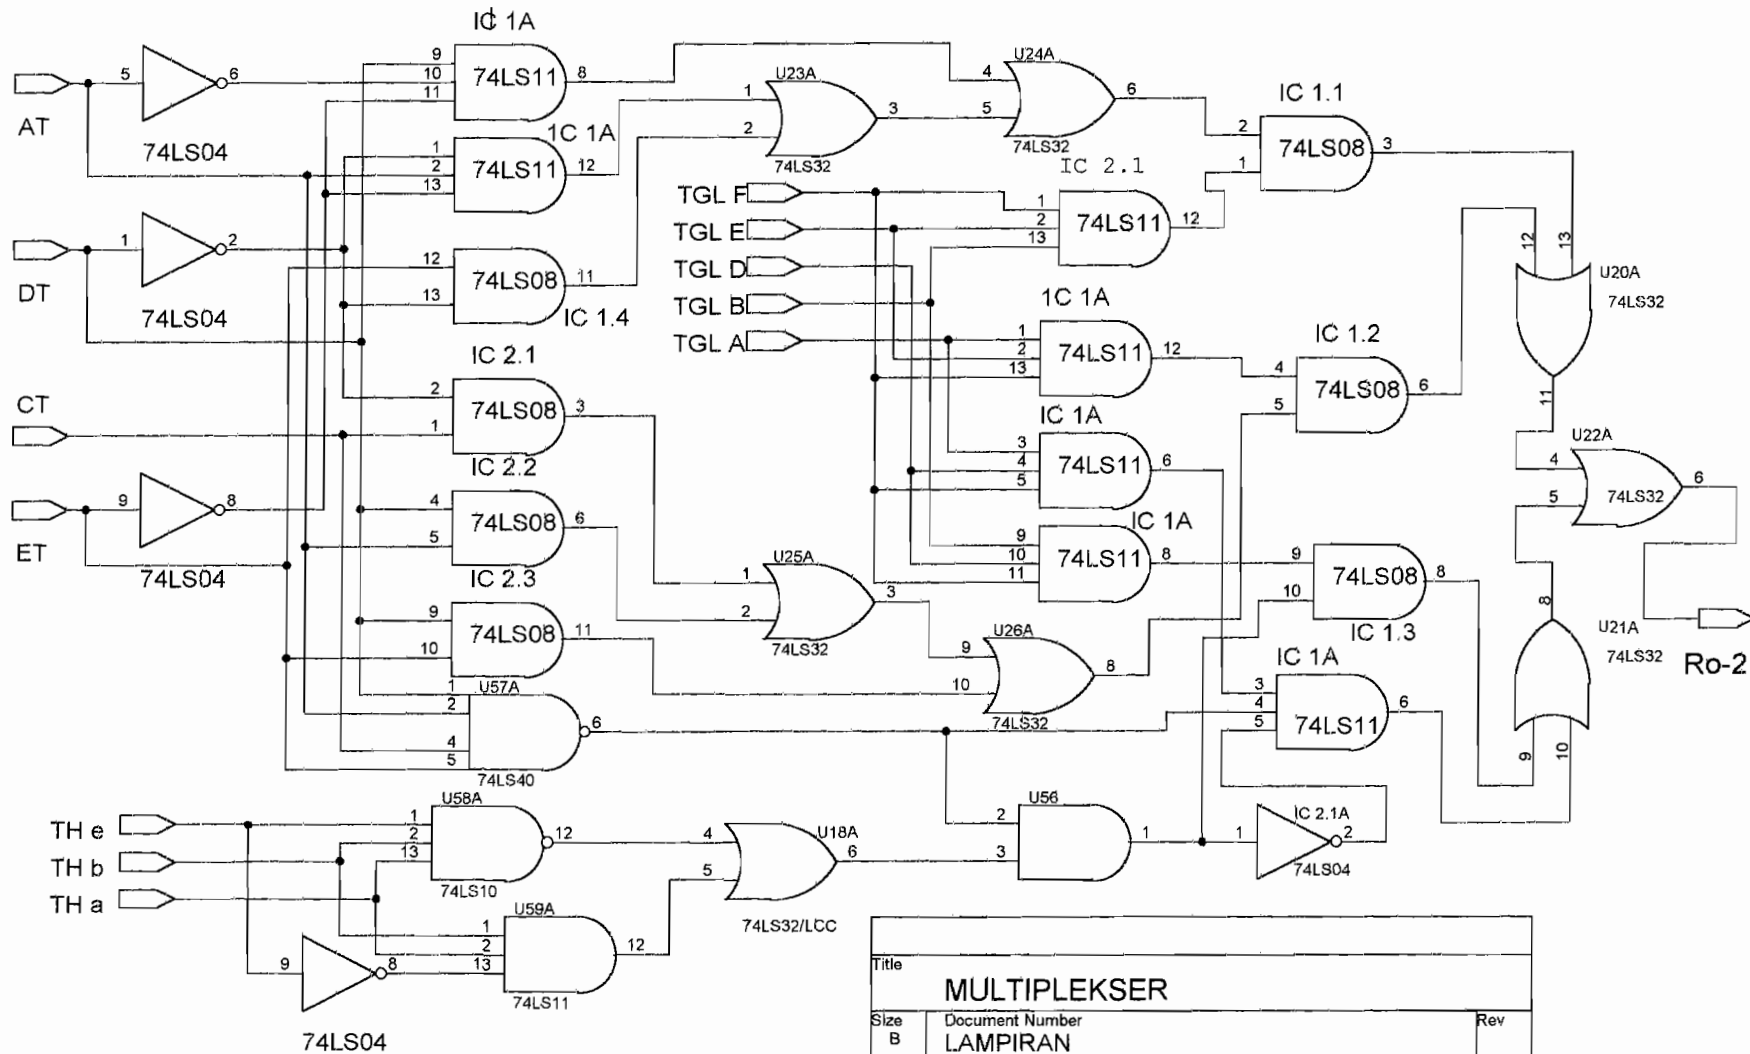 IC 1A
9
10
11
74LS11
8
5
6
AT
74LS04
1C 1A
1
2
13
74LS11
12
U23A
1
2
3
74LS32
U24A
4
5
6
74LS32
IC 1.1
2
1
74LS08
3
1
2
DT
74LS04
12
13
74LS08
11
IC 1.4
TGL F
TGL E
TGL D
TGL B
TGL A
IC 2.1
1
2
13
74LS11
12
12
13
U20A
74LS32
11
IC 2.1
2
1
74LS08
3
1C 1A
1
2
13
74LS11
12
IC 1.2
4
5
74LS08
6
CT
IC 2.2
4
5
74LS08
6
IC 1A
3
4
5
74LS11
6
U22A
4
5
6
74LS32
9
8
ET
74LS04
IC 2.3
9
10
74LS08
11
U25A
1
2
3
74LS32
IC 1A
9
10
11
74LS11
8
9
10
74LS08
8
IC 1.3
8
U21A
74LS32
9
10
Ro-2
U26A
9
10
8
74LS32
IC 1A
3
4
5
74LS11
6
1
2
4
5
U57A
6
74LS40
TH e
TH b
TH a
U58A
1
2
13
12
74LS10
U18A
4
5
6
74LS32/LCC
U56
2
3
1
IC 2.1A
1
2
74LS04
U59A
1
2
13
12
74LS11
9
8
74LS04
Title
MULTIPLEKSER
Size
B
Document Number
LAMPIRAN
Rev